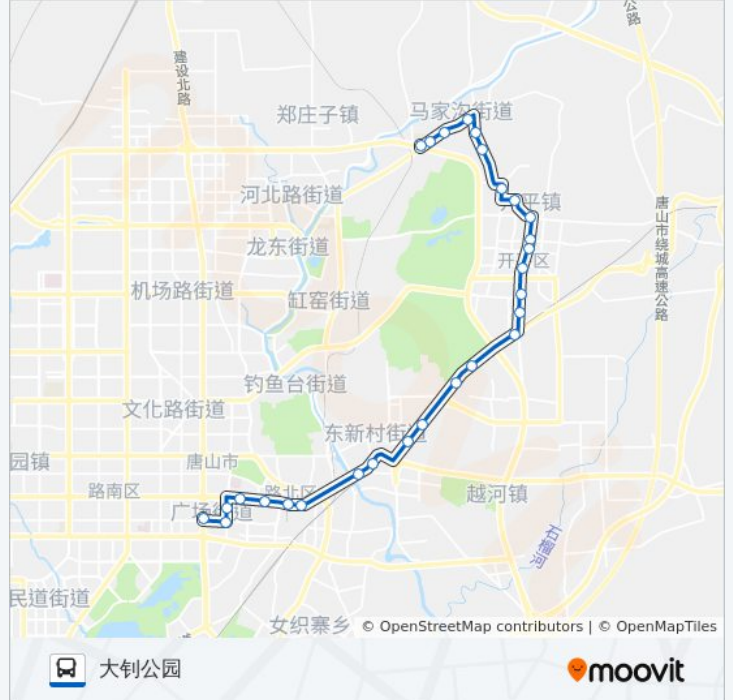 公路
建设北路
郑庄子镇
马家沟街道
河北路街道
开平镇
唐山市绕城高速公路
龙东街道
开平区
机场路街道
缸窑街道
钓鱼台街道
文化路街道
东新村街道
园镇
唐山市
路南区
路北区
越河镇
广场街道
石榴河
民道街道
女织寨乡
© OpenStreetMap contributors | © OpenMapTiles
大钊公园
moovit